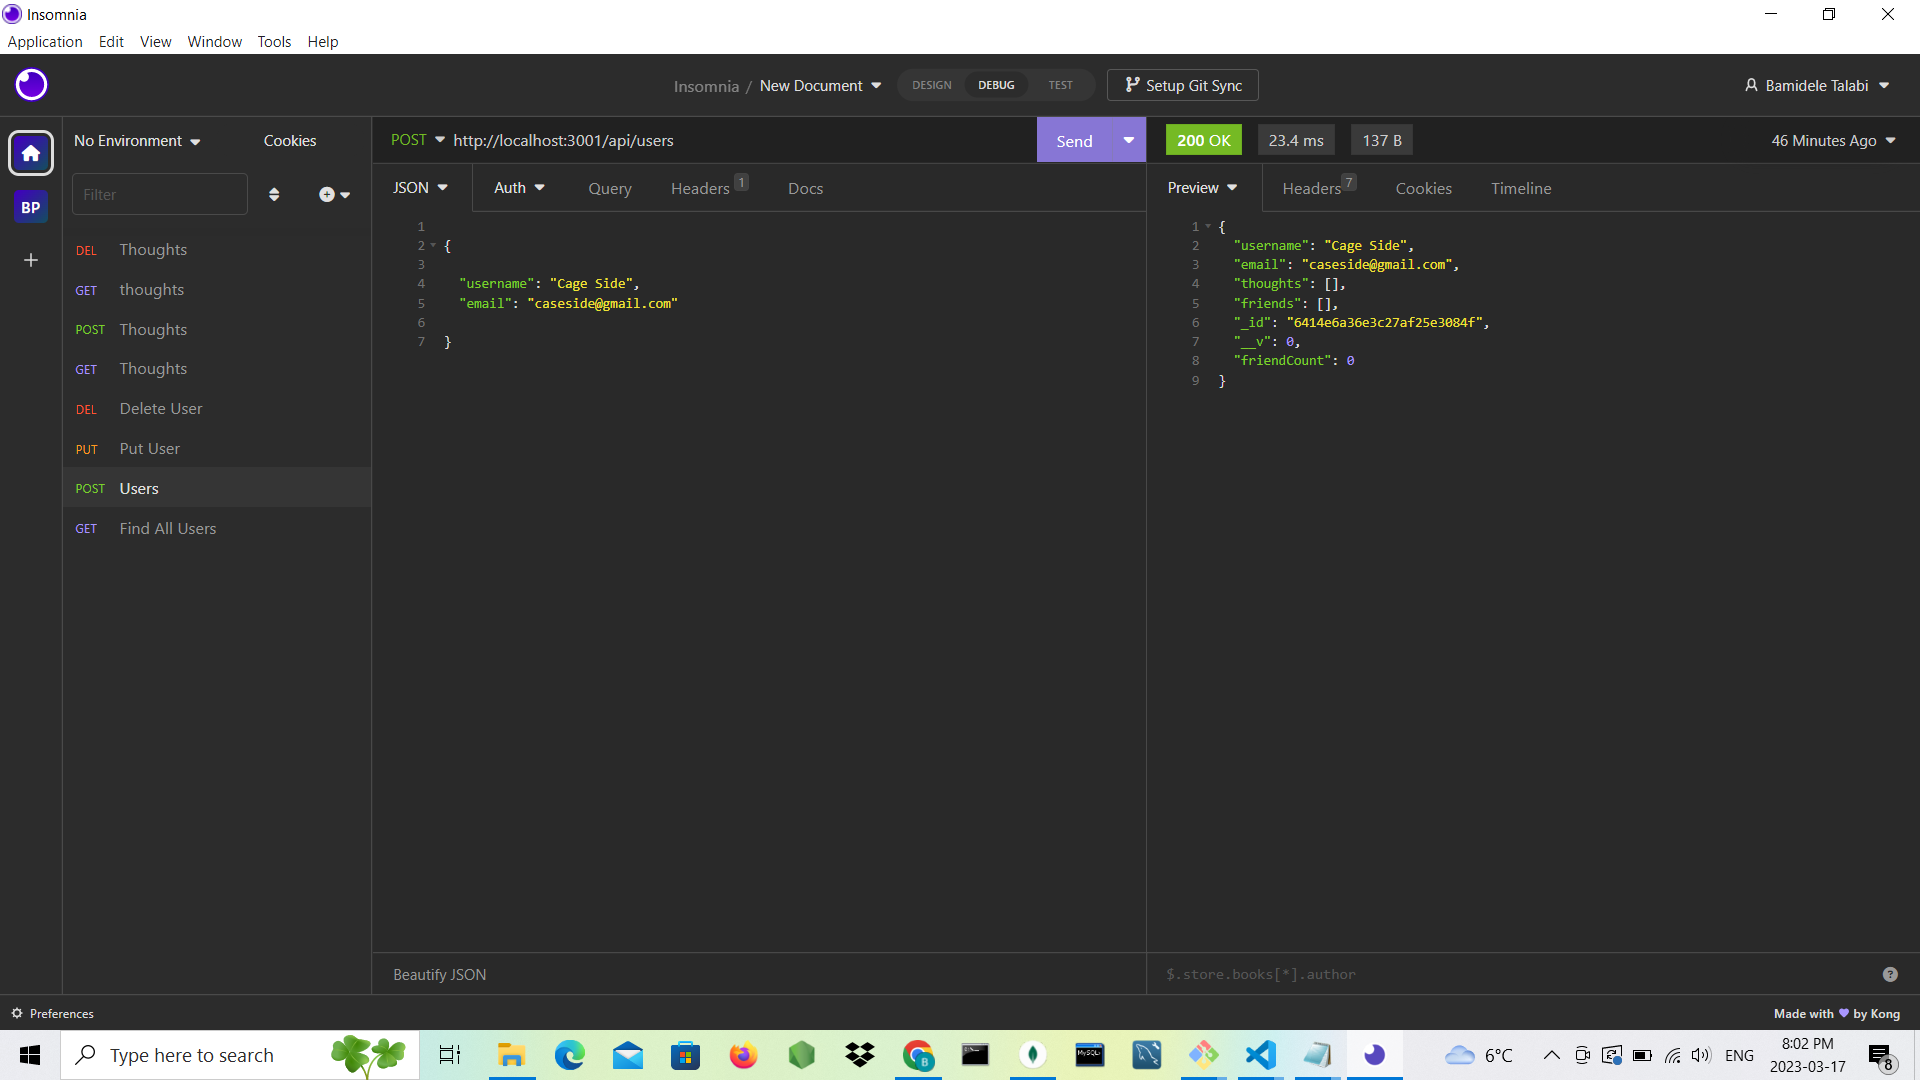 Insomnia
Application Edit View Window Tools Help
Insomnia / New Document DESIGN DEBUG TEST Setup Git Sync Bamidele Talabi
No Environment Cookies
POST http://localhost:3001/api/users Send
200 OK 23.4 ms 137 B 46 Minutes Ago
BP
Filter
JSON Auth Query Headers 1 Docs
Preview Headers 7 Cookies Timeline
DEL Thoughts
GET thoughts
POST Thoughts
GET Thoughts
DEL Delete User
PUT Put User
POST Users
GET Find All Users
1
2 {
3
4 "username": "Cage Side",
5 "email": "caseside@gmail.com"
6
7 }
1 {
2 "username": "Cage Side",
3 "email": "caseside@gmail.com",
4 "thoughts": [],
5 "friends": [],
6 "_id": "6414e6a36e3c27af25e3084f",
7 "__v": 0,
8 "friendCount": 0
9 }
Beautify JSON
$.store.books[*].author ?
Preferences
Made with by Kong
Type here to search
B
MySQL
6°C
ENG
8:02 PM
2023-03-17
8